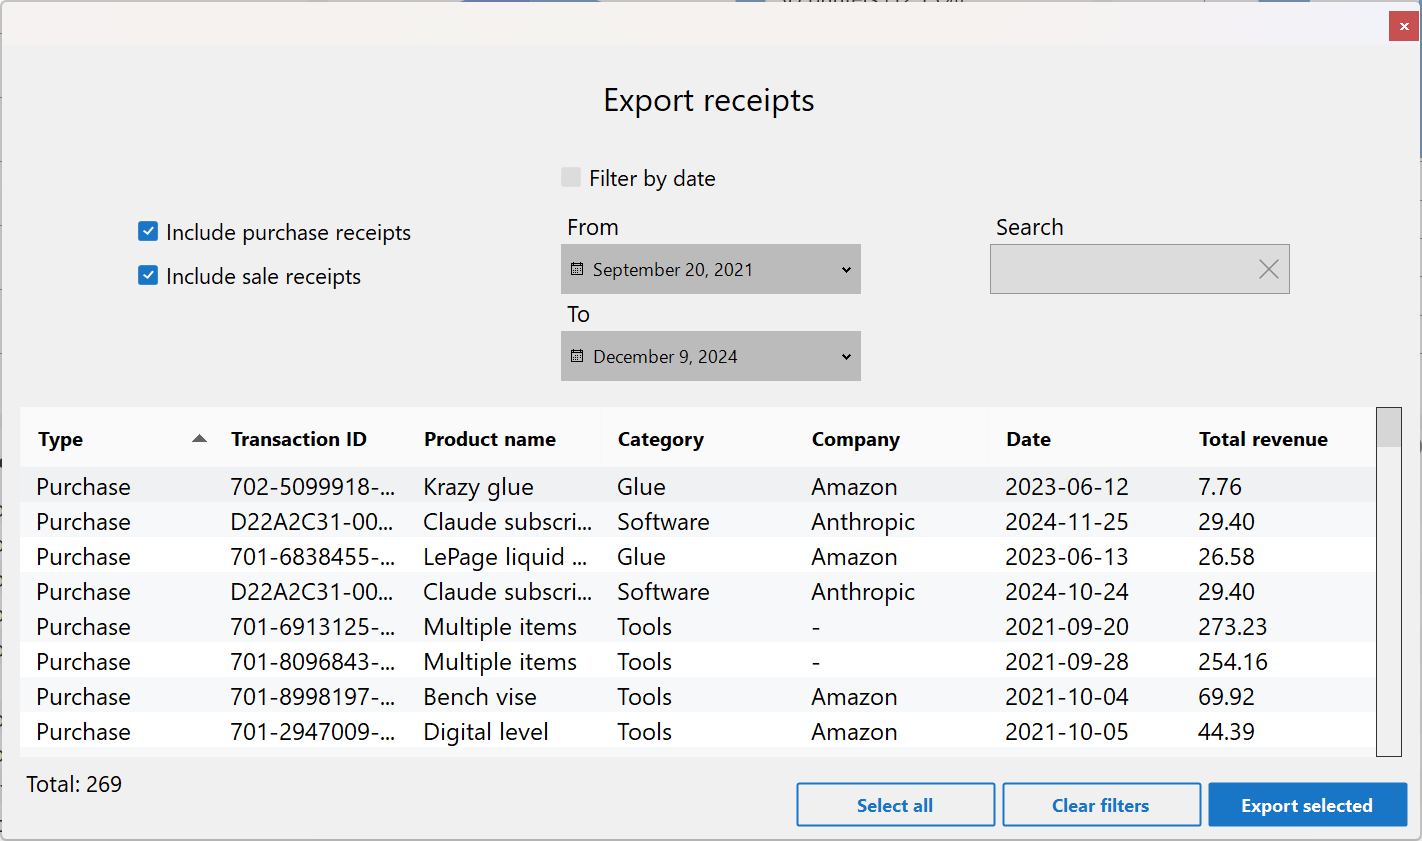 Export receipts
Filter by date
Include purchase receipts
Include sale receipts
From
September 20, 2021
To
December 9, 2024
Search
Type Transaction ID Product name Category Company Date Total revenue
Purchase 702-5099918-... Krazy glue Glue Amazon 2023-06-12 7.76
Purchase D22A2C31-00... Claude subscri... Software Anthropic 2024-11-25 29.40
Purchase 701-6838455-... LePage liquid ... Glue Amazon 2023-06-13 26.58
Purchase D22A2C31-00... Claude subscri... Software Anthropic 2024-10-24 29.40
Purchase 701-6913125-... Multiple items Tools - 2021-09-20 273.23
Purchase 701-8096843-... Multiple items Tools - 2021-09-28 254.16
Purchase 701-8998197-... Bench vise Tools Amazon 2021-10-04 69.92
Purchase 701-2947009-... Digital level Tools Amazon 2021-10-05 44.39
Total: 269
Select all
Clear filters
Export selected